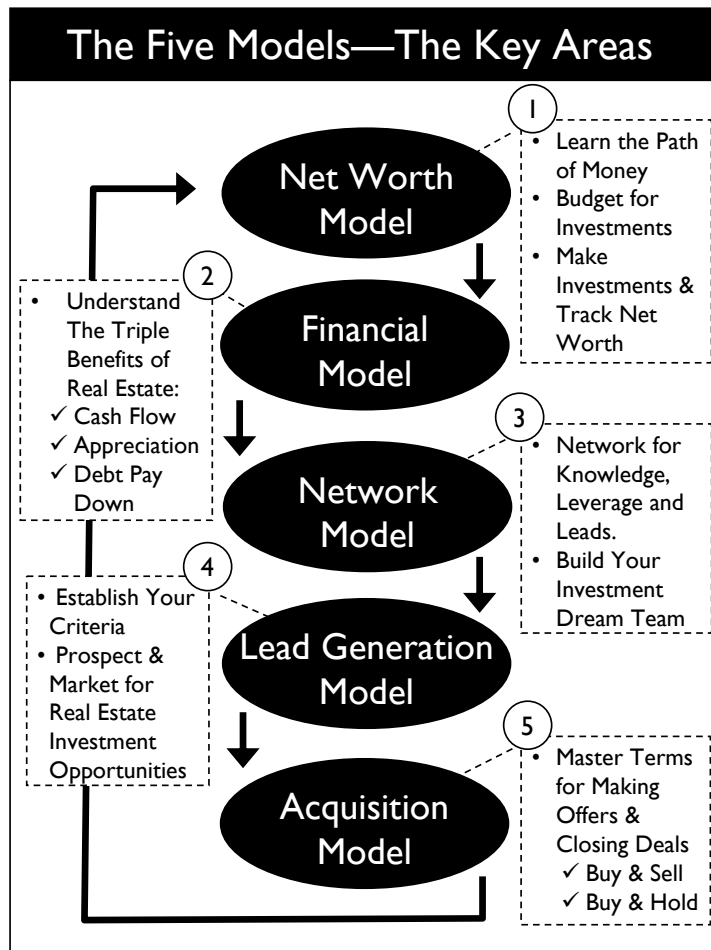 The Five Models—The Key Areas
1
Net Worth
Model
• Learn the Path
of Money
• Budget for
Investments
• Make
Investments &
Track Net
Worth
2
Financial
Model
• Understand
The Triple
Benefits of
Real Estate:
✓ Cash Flow
✓ Appreciation
✓ Debt Pay
Down
3
Network
Model
• Network for
Knowledge,
Leverage and
Leads.
• Build Your
Investment
Dream Team
4
Lead Generation
Model
• Establish Your
Criteria
• Prospect &
Market for
Real Estate
Investment
Opportunities
5
Acquisition
Model
• Master Terms
for Making
Offers &
Closing Deals
✓ Buy & Sell
✓ Buy & Hold